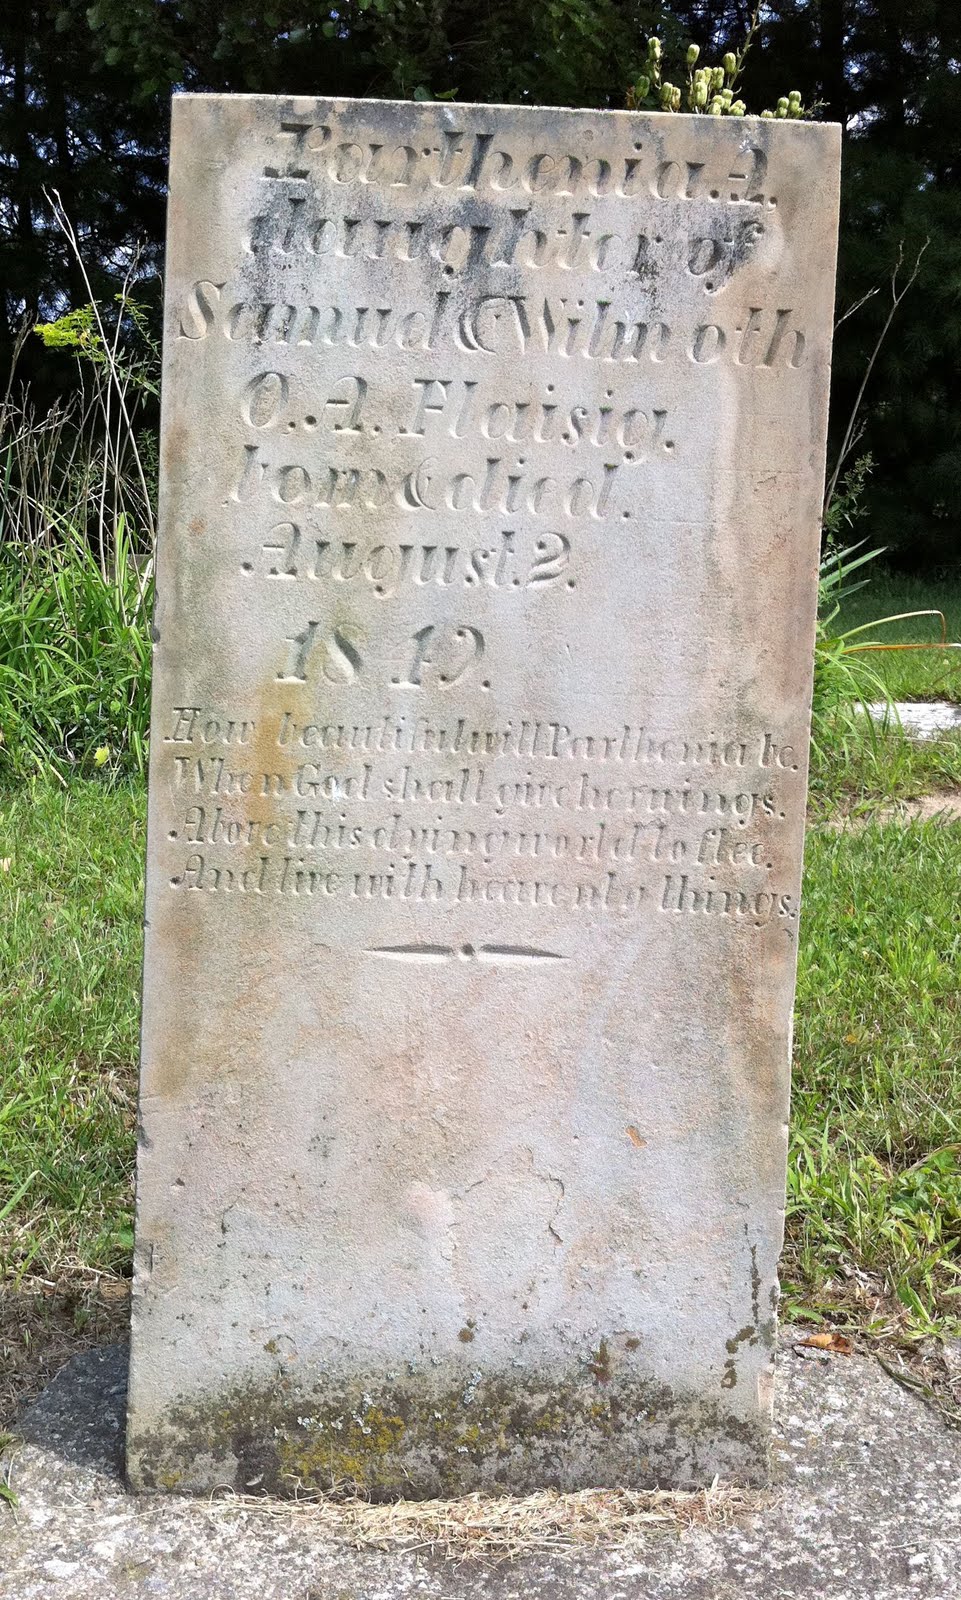 Parthenia. A.
daughter of
Samuel & Wilmoth
O. A. Flaisig.
born & died.
August. 2.
1849.
How beautiful will Parthenia be.
When God shall give her wings.
Above this dying world to flee.
And live with heavenly things.